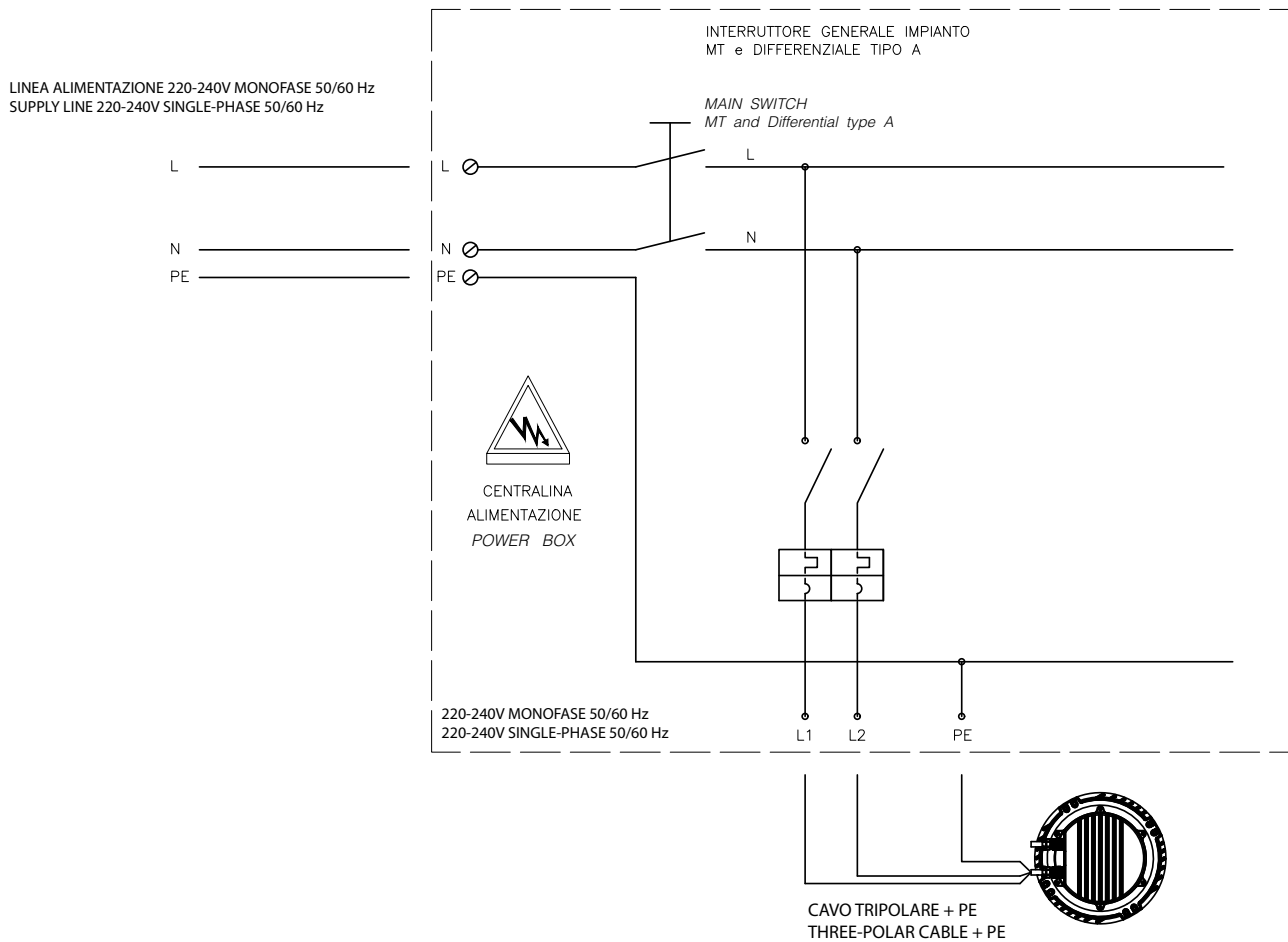 INTERRUTTORE GENERALE IMPIANTO
MT e DIFFERENZIALE TIPO A
LINEA ALIMENTAZIONE 220-240V MONOFASE 50/60 Hz
SUPPLY LINE 220-240V SINGLE-PHASE 50/60 Hz
MAIN SWITCH
MT and Differential type A
L
L
L
N
N
N
PE
PE
CENTRALINA
ALIMENTAZIONE
POWER BOX
220-240V MONOFASE 50/60 Hz
220-240V SINGLE-PHASE 50/60 Hz
L1
L2
PE
CAVO TRIPOLARE + PE
THREE-POLAR CABLE + PE